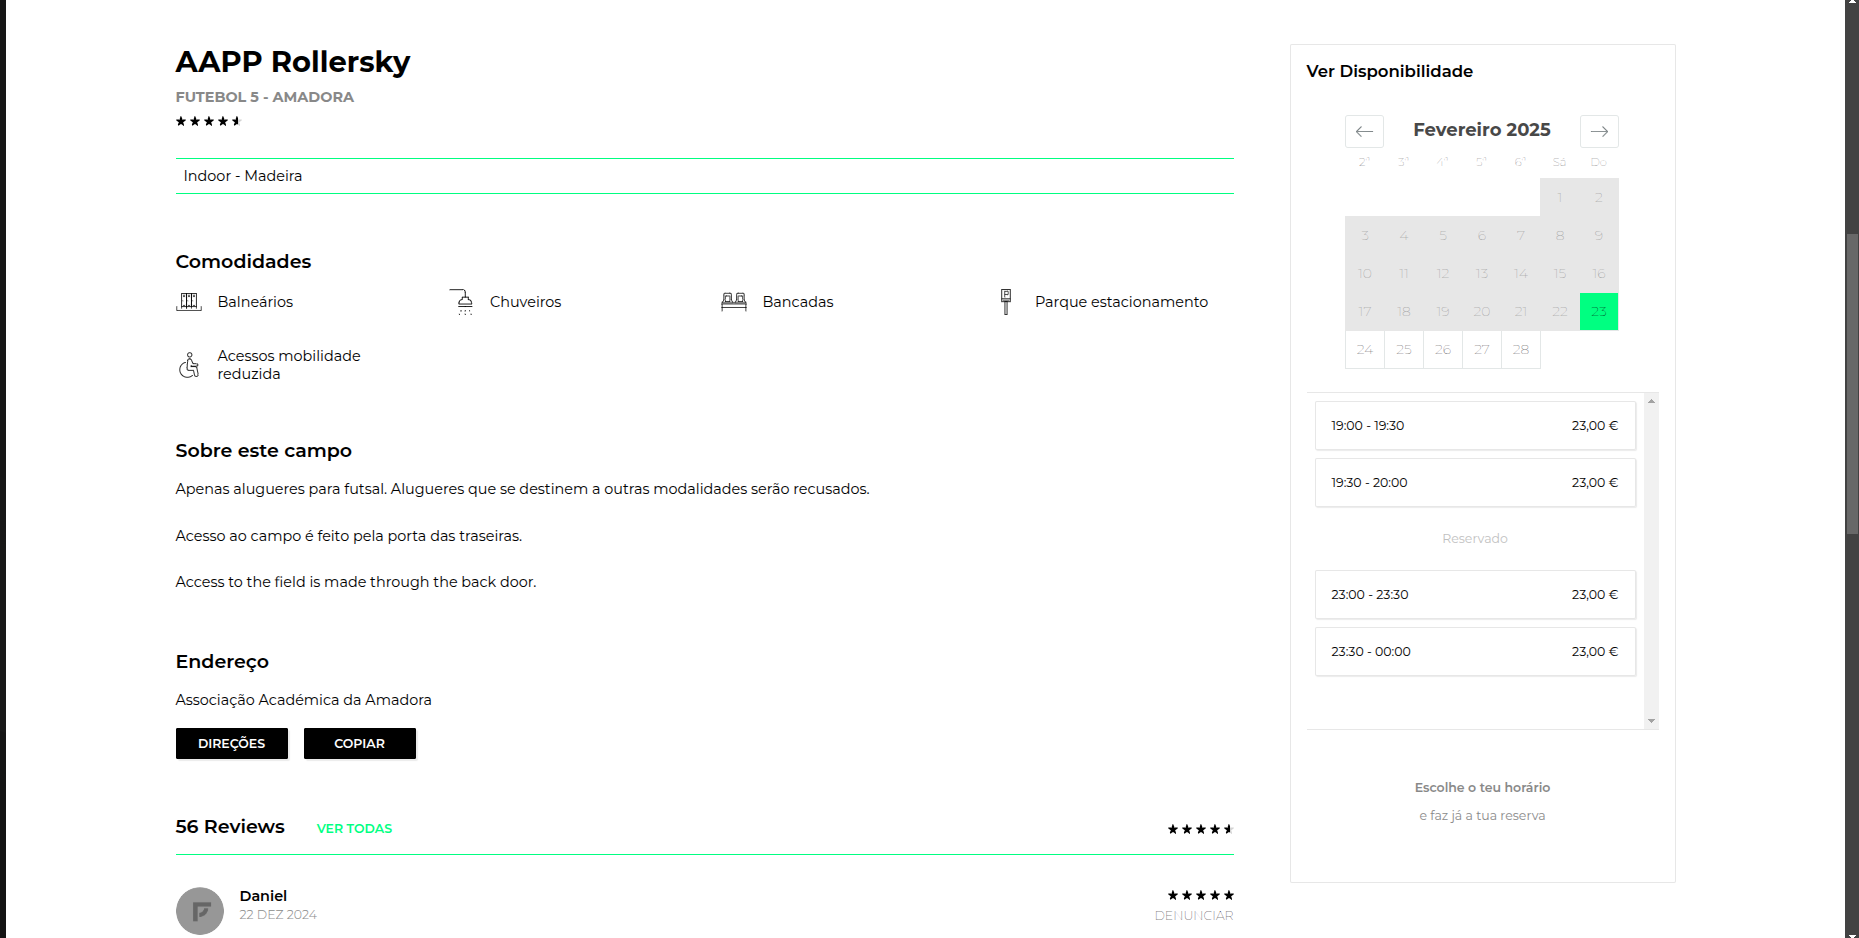 AAPP Rollersky
FUTEBOL 5 - AMADORA
Indoor - Madeira
Comodidades
Balneários
Chuveiros
Bancadas
Parque estacionamento
Acessos mobilidade
reduzida
Sobre este campo
Apenas alugueres para futsal. Alugueres que se destinem a outras modalidades serão recusados.
Acesso ao campo é feito pela porta das traseiras.
Access to the field is made through the back door.
Endereço
Associação Académica da Amadora
DIREÇÕES COPIAR
56 Reviews VER TODAS
Daniel
22 DEZ 2024
DENUNCIAR
Ver Disponibilidade
Fevereiro 2025
2ª 3ª 4ª 5ª 6ª Sá Do
1 2
3 4 5 6 7 8 9
10 11 12 13 14 15 16
17 18 19 20 21 22 23
24 25 26 27 28
19:00 - 19:30 23,00 €
19:30 - 20:00 23,00 €
Reservado
23:00 - 23:30 23,00 €
23:30 - 00:00 23,00 €
Escolhe o teu horário
e faz já a tua reserva